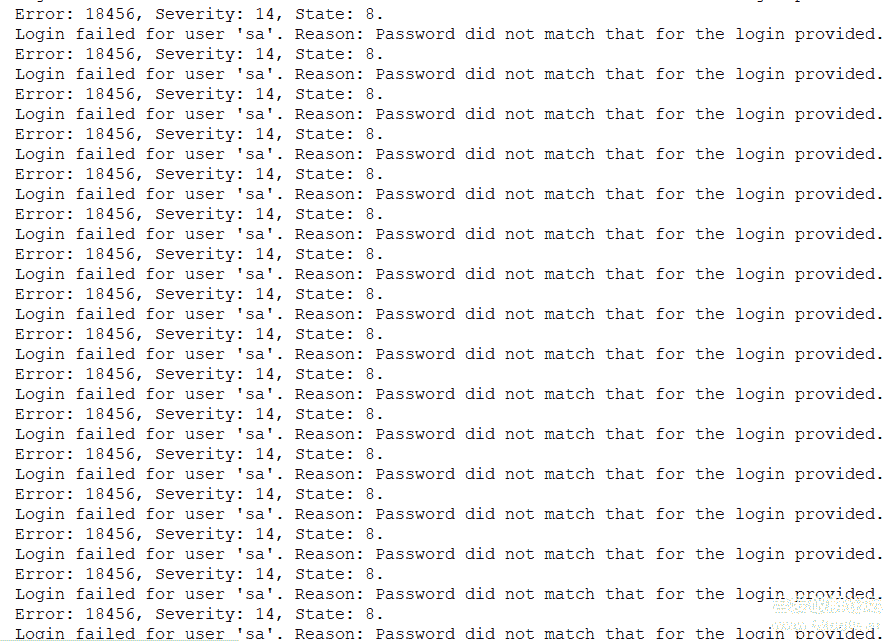 Error: 18456, Severity: 14, State: 8.
Login failed for user 'sa'. Reason: Password did not match that for the login provided.
Error: 18456, Severity: 14, State: 8.
Login failed for user 'sa'. Reason: Password did not match that for the login provided.
Error: 18456, Severity: 14, State: 8.
Login failed for user 'sa'. Reason: Password did not match that for the login provided.
Error: 18456, Severity: 14, State: 8.
Login failed for user 'sa'. Reason: Password did not match that for the login provided.
Error: 18456, Severity: 14, State: 8.
Login failed for user 'sa'. Reason: Password did not match that for the login provided.
Error: 18456, Severity: 14, State: 8.
Login failed for user 'sa'. Reason: Password did not match that for the login provided.
Error: 18456, Severity: 14, State: 8.
Login failed for user 'sa'. Reason: Password did not match that for the login provided.
Error: 18456, Severity: 14, State: 8.
Login failed for user 'sa'. Reason: Password did not match that for the login provided.
Error: 18456, Severity: 14, State: 8.
Login failed for user 'sa'. Reason: Password did not match that for the login provided.
Error: 18456, Severity: 14, State: 8.
Login failed for user 'sa'. Reason: Password did not match that for the login provided.
Error: 18456, Severity: 14, State: 8.
Login failed for user 'sa'. Reason: Password did not match that for the login provided.
Error: 18456, Severity: 14, State: 8.
Login failed for user 'sa'. Reason: Password did not match that for the login provided.
Error: 18456, Severity: 14, State: 8.
Login failed for user 'sa'. Reason: Password did not match that for the login provided.
Error: 18456, Severity: 14, State: 8.
Login failed for user 'sa'. Reason: Password did not match that for the login provided.
Error: 18456, Severity: 14, State: 8.
Login failed for user 'sa'. Reason: Password did not match that for the login provided.
Error: 18456, Severity: 14, State: 8.
Login failed for user 'sa'. Reason: Password did not match that for the login provided.